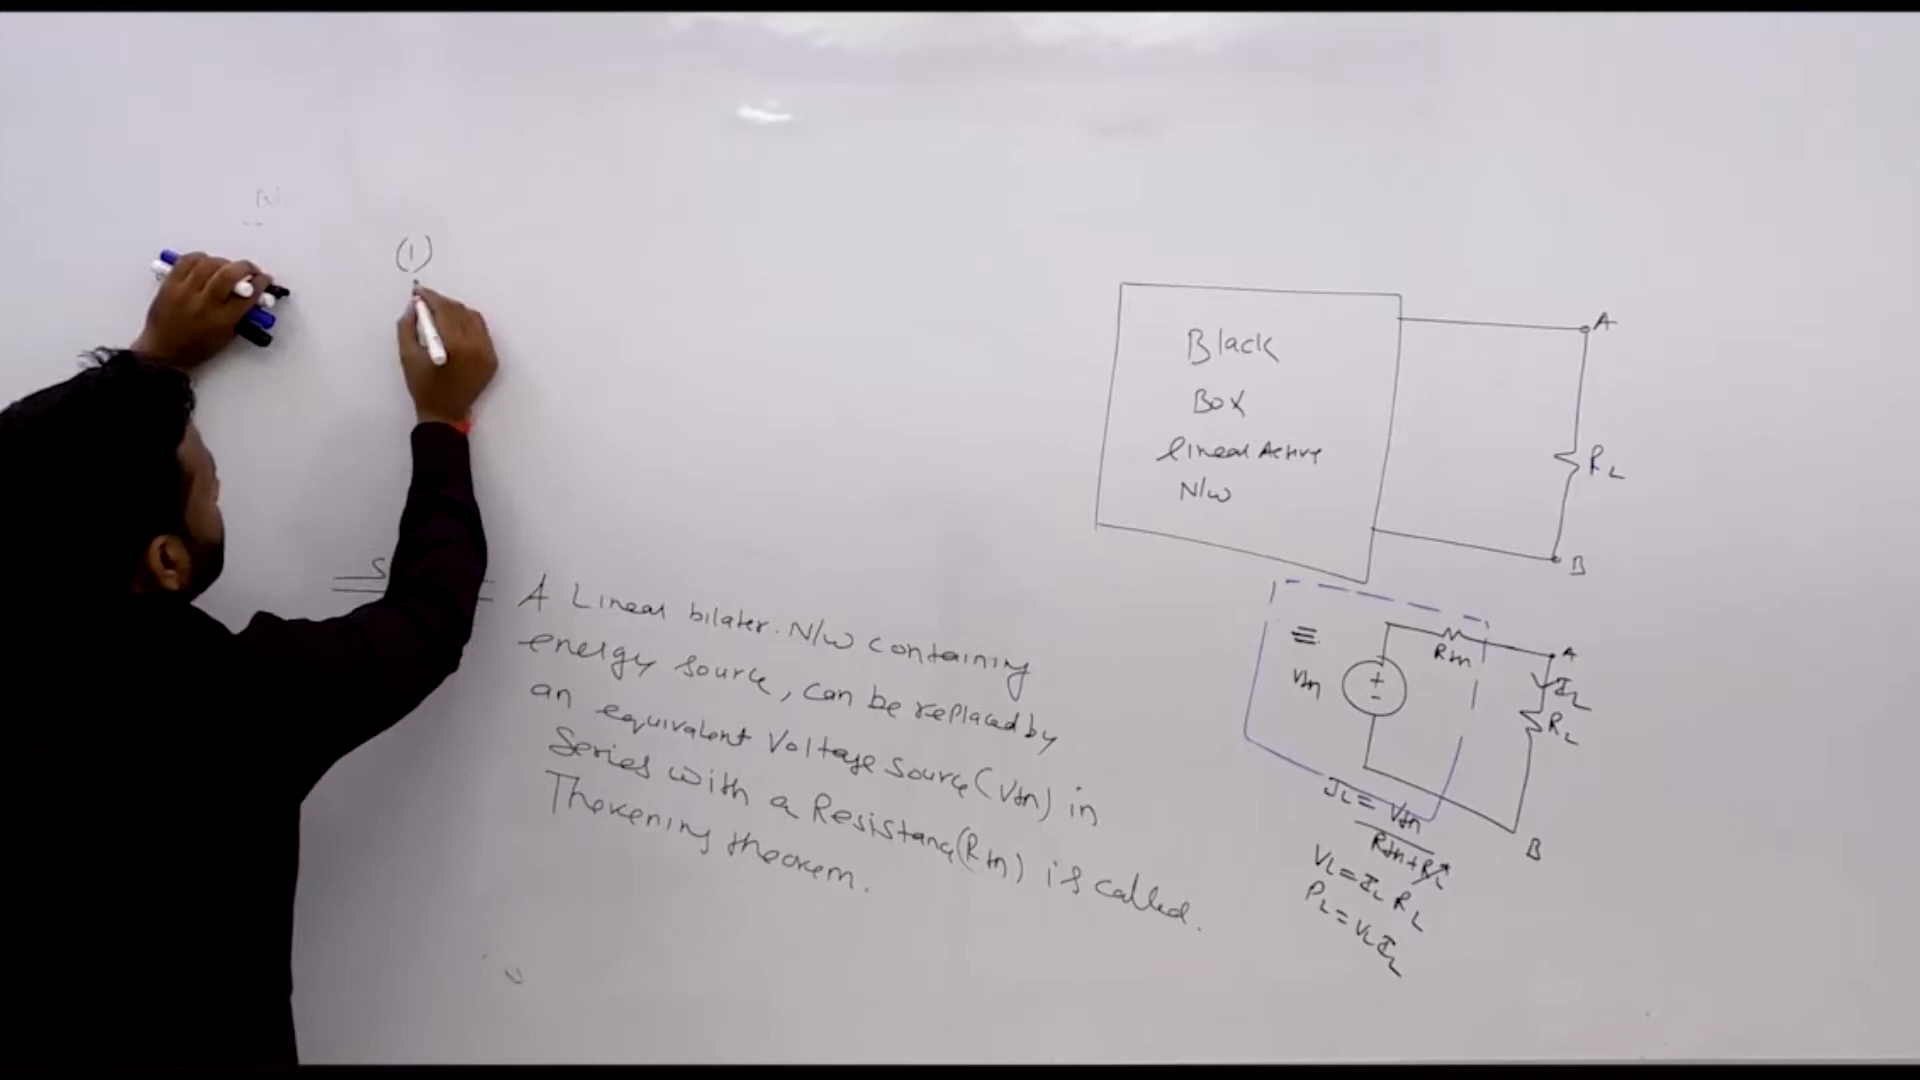 (1)
S
A Linear bilater. N/w containing
energy source, can be replaced by
an equivalent Voltage source (Vth) in
Series with a Resistance (Rth) is called.
Thevening theorem.
Black
Box
linear Active
N/w
A
RL
B
≡
Vth
+
-
Rth
A
IL
RL
B
IL = Vth
Rth + RL
VL = IL RL
PL = VL IL